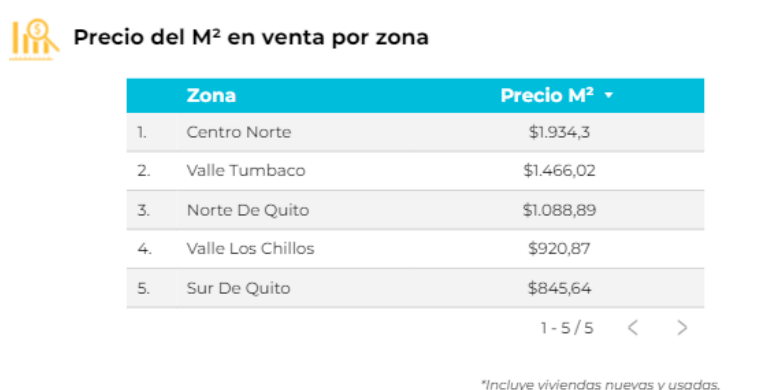 Precio del M² en venta por zona
Zona Precio M²
1. Centro Norte $1.934,3
2. Valle Tumbaco $1.466,02
3. Norte De Quito $1.088,89
4. Valle Los Chillos $920,87
5. Sur De Quito $845,64
1 - 5 / 5 < >
*Incluye viviendas nuevas y usadas.